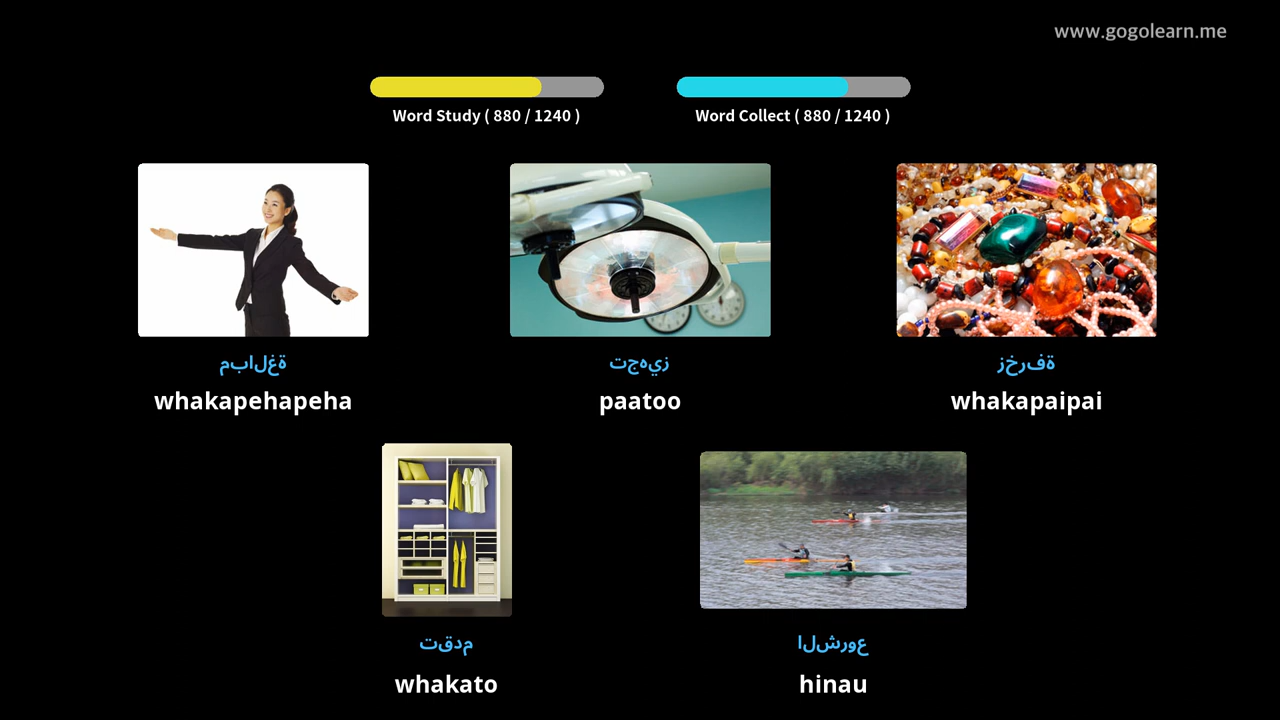 www.gogolearn.me
Word Study ( 880 / 1240 )
Word Collect ( 880 / 1240 )
مبالغة
تجهيز
زخرفة
whakapehapeha
paatoo
whakapaipai
تقدم
الشروع
whakato
hinau